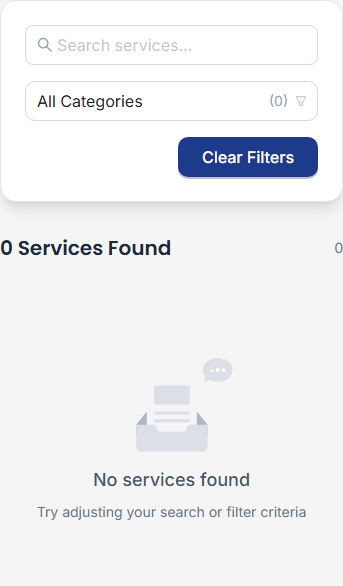 Search services...
All Categories (0)
Clear Filters
0 Services Found 0
No services found
Try adjusting your search or filter criteria